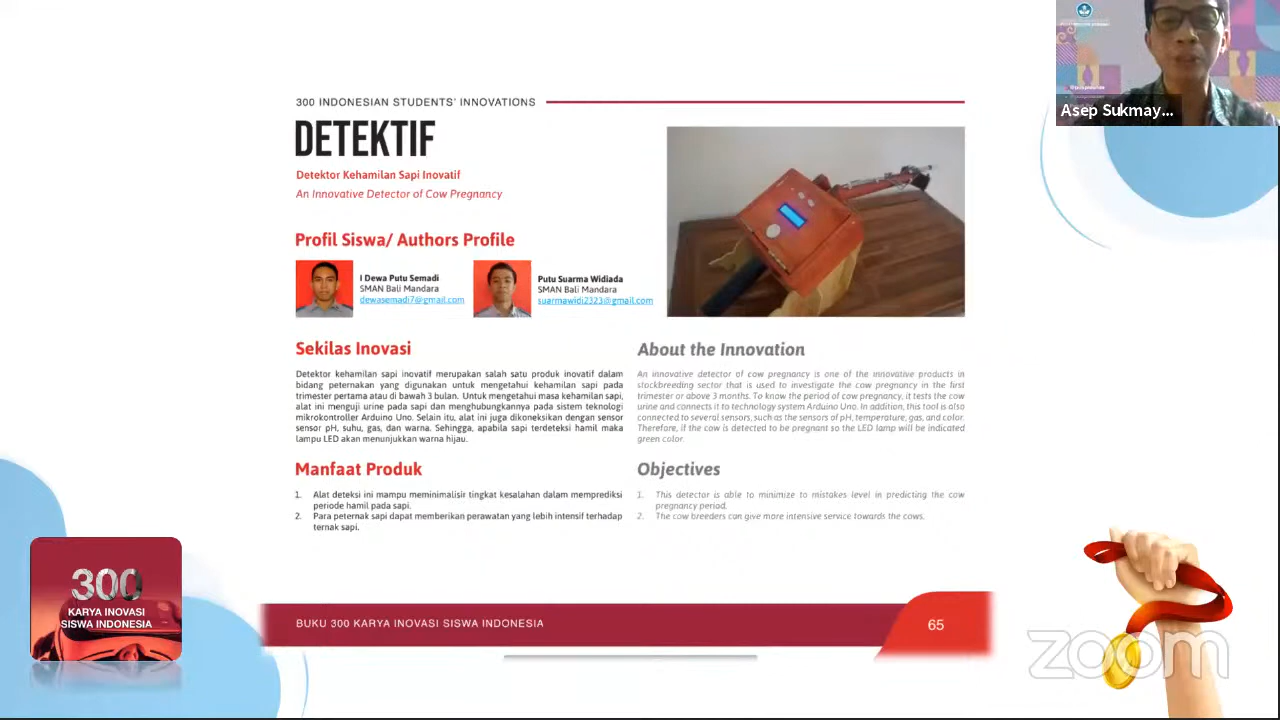 Asep Sukmay...
300 INDONESIAN STUDENTS' INNOVATIONS
DETEKTIF
Detektor Kehamilan Sapi Inovatif
An Innovative Detector of Cow Pregnancy
Profil Siswa/ Authors Profile
I Dewa Putu Semadi
SMAN Bali Mandara
dewasemadi7@gmail.com
Putu Suarma Widiada
SMAN Bali Mandara
suarmawidi2323@gmail.com
Sekilas Inovasi
Detektor kehamilan sapi inovatif merupakan salah satu produk inovatif dalam
bidang peternakan yang digunakan untuk mengetahui kehamilan sapi pada
trimester pertama atau di bawah 3 bulan. Untuk mengetahui masa kehamilan sapi,
alat ini menguji urine pada sapi dan menghubungkannya pada sistem teknologi
mikrokontroller Arduino Uno. Selain itu, alat ini juga dikoneksikan dengan sensor
sensor pH, suhu, gas, dan warna. Sehingga, apabila sapi terdeteksi hamil maka
lampu LED akan menunjukkan warna hijau.
Manfaat Produk
1. Alat deteksi ini mampu meminimalisir tingkat kesalahan dalam memprediksi
periode hamil pada sapi.
2. Para peternak sapi dapat memberikan perawatan yang lebih intensif terhadap
ternak sapi.
About the Innovation
An innovative detector of cow pregnancy is one of the innovative products in
stockbreeding sector that is used to investigate the cow pregnancy in the first
trimester or above 3 months. To know the period of cow pregnancy, it tests the cow
urine and connects it to technology system Arduino Uno. In addition, this tool is also
connected to several sensors, such as the sensors of pH, temperature, gas, and color.
Therefore, if the cow is detected to be pregnant so the LED lamp will be indicated
green color.
Objectives
1. This detector is able to minimize to mistakes level in predicting the cow
pregnancy period.
2. The cow breeders can give more intensive service towards the cows.
300
KARYA INOVASI
SISWA INDONESIA
BUKU 300 KARYA INOVASI SISWA INDONESIA
65
zoom